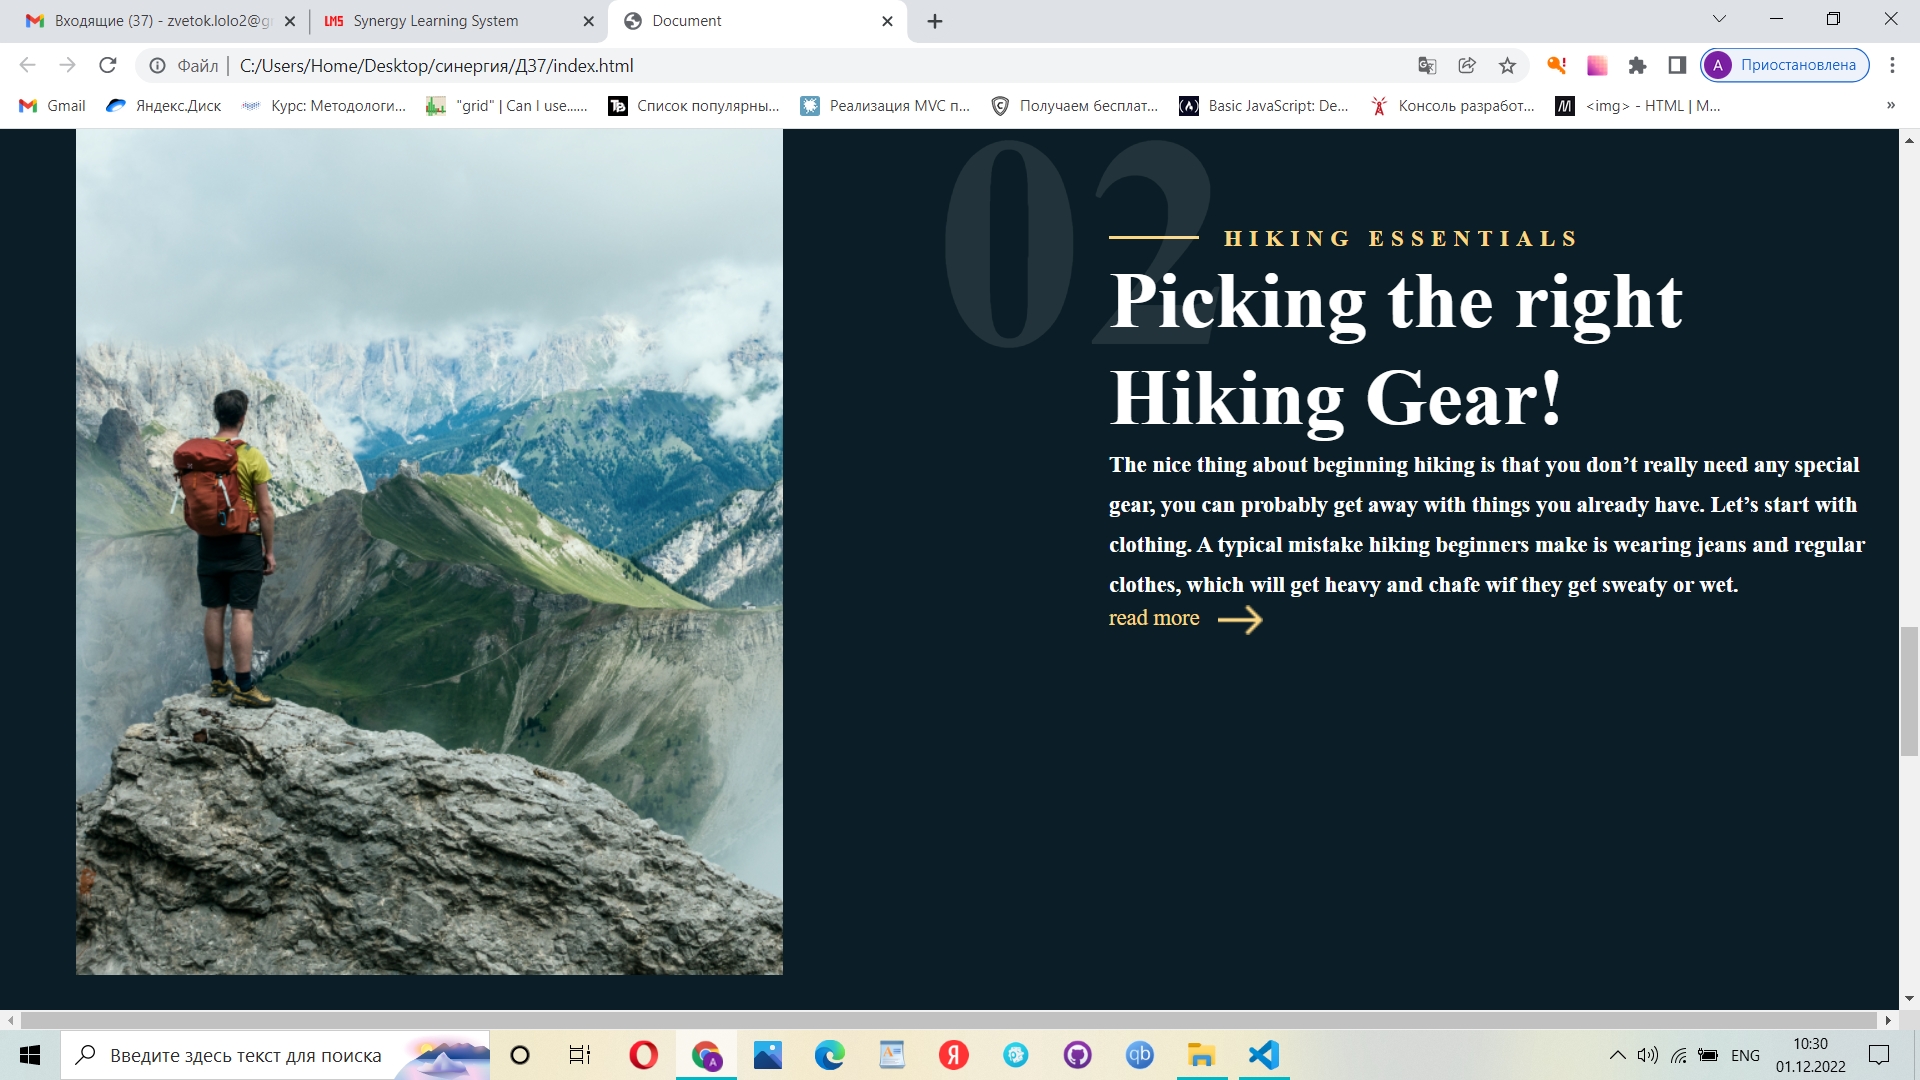 Входящие (37) - zvetok.lolo2@g
LMS Synergy Learning System
Document
Файл C:/Users/Home/Desktop/синергия/Д37/index.html
А Приостановлена
Gmail Яндекс.Диск Курс: Методологи... "grid" | Can I use...... Список популярны... Реализация MVC п... Получаем бесплат... Basic JavaScript: De... Консоль разработ... <img> - HTML | M... »
02
HIKING ESSENTIALS
Picking the right
Hiking Gear!
The nice thing about beginning hiking is that you don’t really need any special
gear, you can probably get away with things you already have. Let’s start with
clothing. A typical mistake hiking beginners make is wearing jeans and regular
clothes, which will get heavy and chafe wif they get sweaty or wet.
read more
Введите здесь текст для поиска
ENG
10:30
01.12.2022